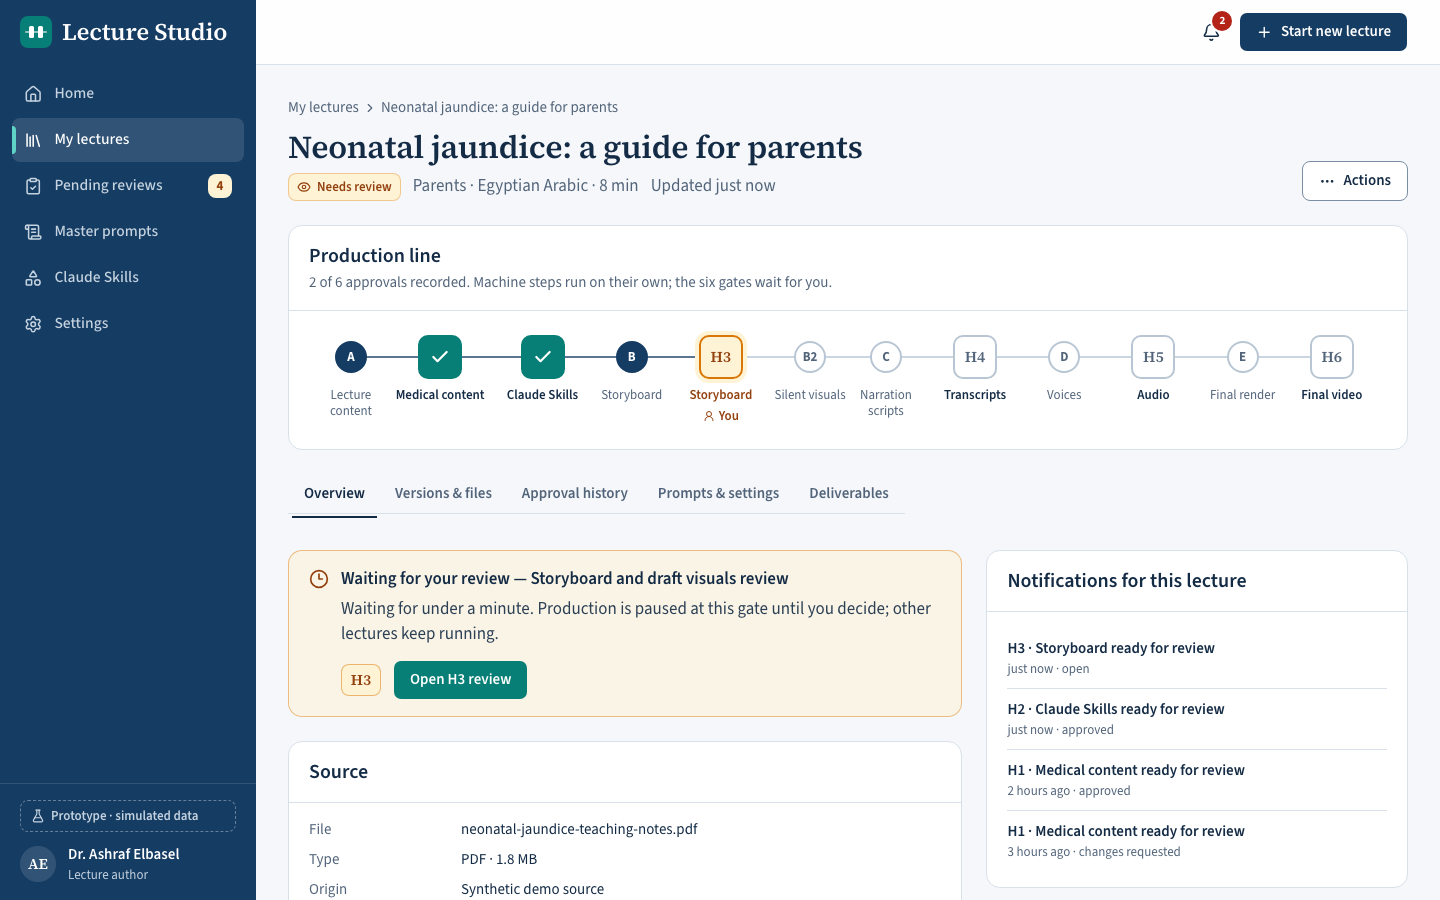 Lecture Studio
Home
My lectures
Pending reviews 4
Master prompts
Claude Skills
Settings
Prototype · simulated data
AE
Dr. Ashraf Elbasel
Lecture author
2
Start new lecture
My lectures > Neonatal jaundice: a guide for parents
Neonatal jaundice: a guide for parents
Needs review Parents · Egyptian Arabic · 8 min Updated just now
Actions
Production line
2 of 6 approvals recorded. Machine steps run on their own; the six gates wait for you.
A B H3 B2 C H4 D H5 E H6
Lecture content
Medical content
Claude Skills
Storyboard
Storyboard
You
Silent visuals
Narration scripts
Transcripts
Voices
Audio
Final render
Final video
Overview Versions & files Approval history Prompts & settings Deliverables
Waiting for your review — Storyboard and draft visuals review
Waiting for under a minute. Production is paused at this gate until you decide; other
lectures keep running.
H3 Open H3 review
Source
File neonatal-jaundice-teaching-notes.pdf
Type PDF · 1.8 MB
Origin Synthetic demo source
Notifications for this lecture
H3 · Storyboard ready for review
just now · open
H2 · Claude Skills ready for review
just now · approved
H1 · Medical content ready for review
2 hours ago · approved
H1 · Medical content ready for review
3 hours ago · changes requested